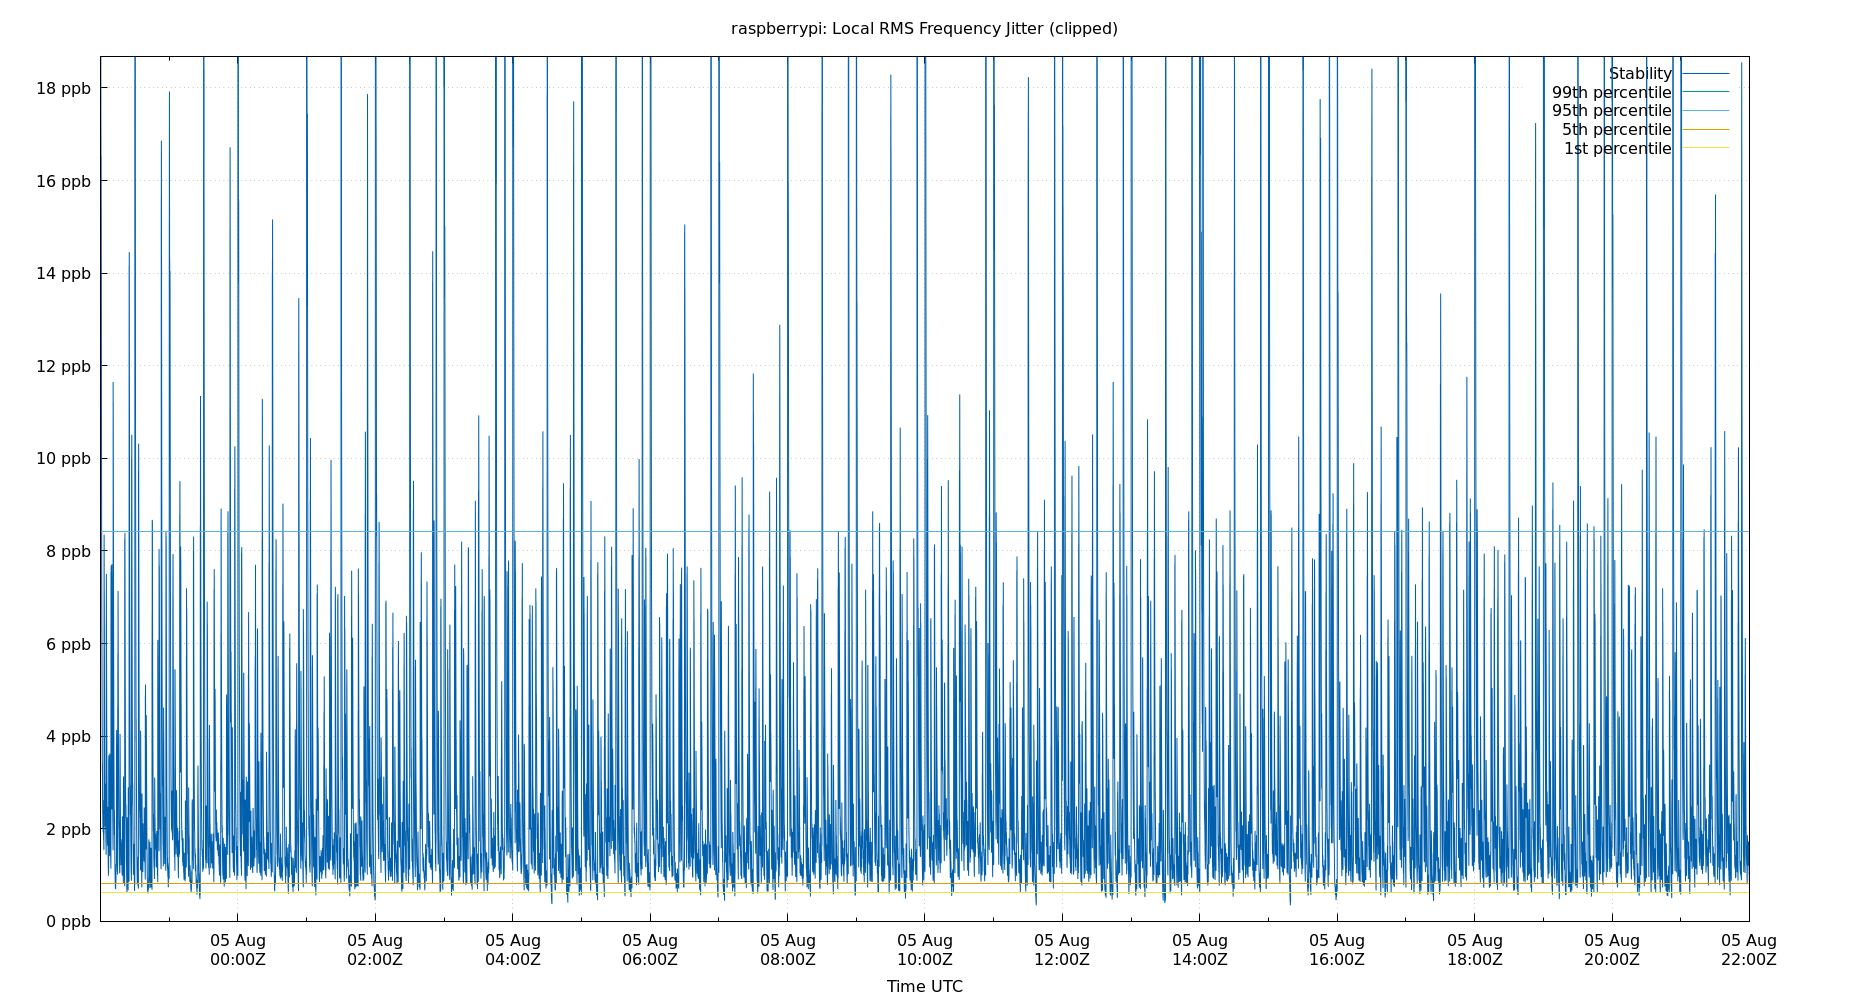 raspberrypi: Local RMS Frequency Jitter (clipped)
Stability
99th percentile
95th percentile
5th percentile
1st percentile
18 ppb
16 ppb
14 ppb
12 ppb
10 ppb
8 ppb
6 ppb
4 ppb
2 ppb
0 ppb
05 Aug 05 Aug 05 Aug 05 Aug 05 Aug 05 Aug 05 Aug 05 Aug 05 Aug 05 Aug 05 Aug 05 Aug
00:00Z 02:00Z 04:00Z 06:00Z 08:00Z 10:00Z 12:00Z 14:00Z 16:00Z 18:00Z 20:00Z 22:00Z
Time UTC